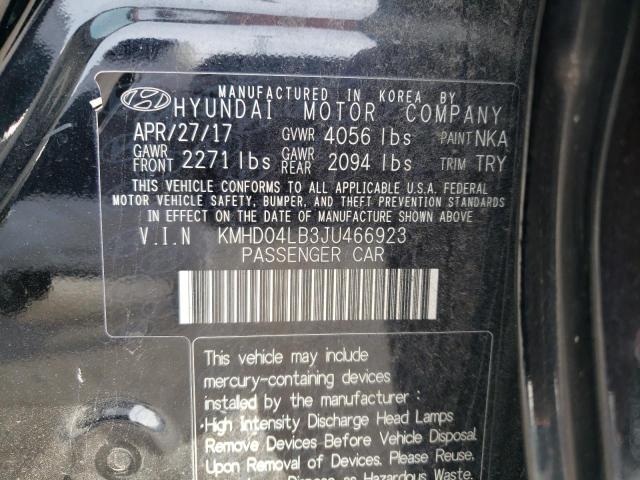 MANUFACTURED IN KOREA BY
HYUNDAI MOTOR COMPANY
APR/27/17 GVWR 4056 lbs PAINT NKA
GAWR FRONT 2271 lbs GAWR REAR 2094 lbs TRIM TRY
THIS VEHICLE CONFORMS TO ALL APPLICABLE U.S.A. FEDERAL
MOTOR VEHICLE SAFETY, BUMPER, AND THEFT PREVENTION STANDARDS
IN EFFECT ON THE DATE OF MANUFACTURE SHOWN ABOVE
V.I.N KMHD04LB3JU466923
PASSENGER CAR
This vehicle may include
mercury-containing devices
installed by the manufacturer :
·High Intensity Discharge Head Lamps
Remove Devices Before Vehicle Disposal
Upon Removal of Devices, Please Reuse,
as Hazardous Waste.